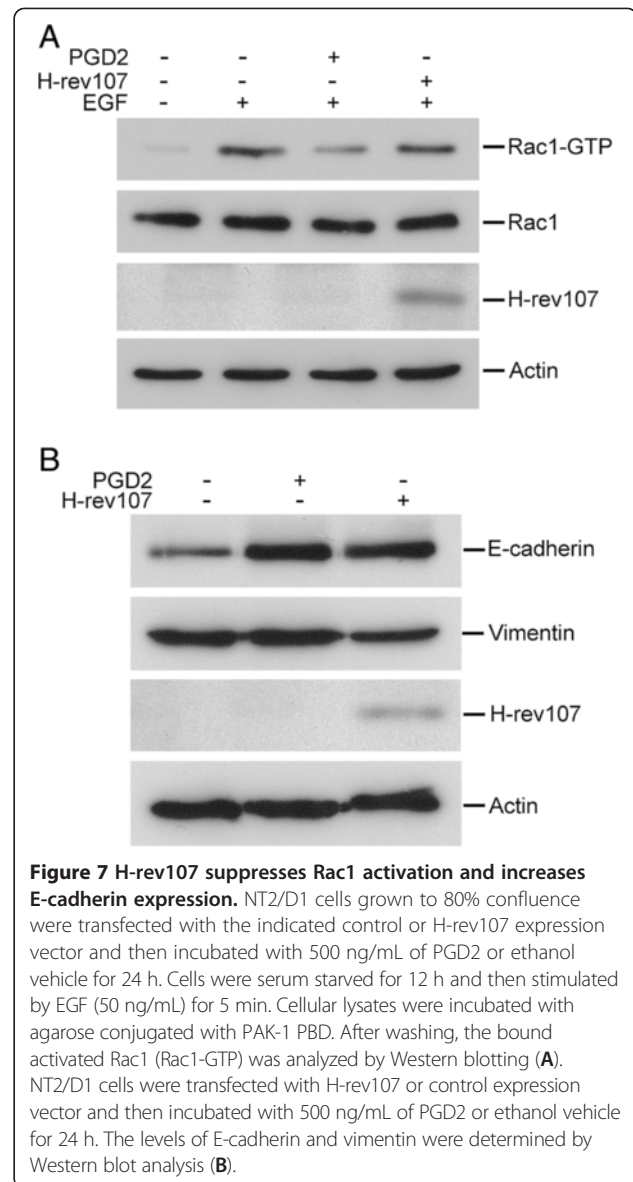 A
PGD2 - - + -
H-rev107 - - - +
EGF - + + +
Rac1-GTP
Rac1
H-rev107
Actin
B
PGD2 - + -
H-rev107 - - +
E-cadherin
Vimentin
H-rev107
Actin
Figure 7 H-rev107 suppresses Rac1 activation and increases
E-cadherin expression. NT2/D1 cells grown to 80% confluence
were transfected with the indicated control or H-rev107 expression
vector and then incubated with 500 ng/mL of PGD2 or ethanol
vehicle for 24 h. Cells were serum starved for 12 h and then stimulated
by EGF (50 ng/mL) for 5 min. Cellular lysates were incubated with
agarose conjugated with PAK-1 PBD. After washing, the bound
activated Rac1 (Rac1-GTP) was analyzed by Western blotting (A).
NT2/D1 cells were transfected with H-rev107 or control expression
vector and then incubated with 500 ng/mL of PGD2 or ethanol vehicle
for 24 h. The levels of E-cadherin and vimentin were determined by
Western blot analysis (B).